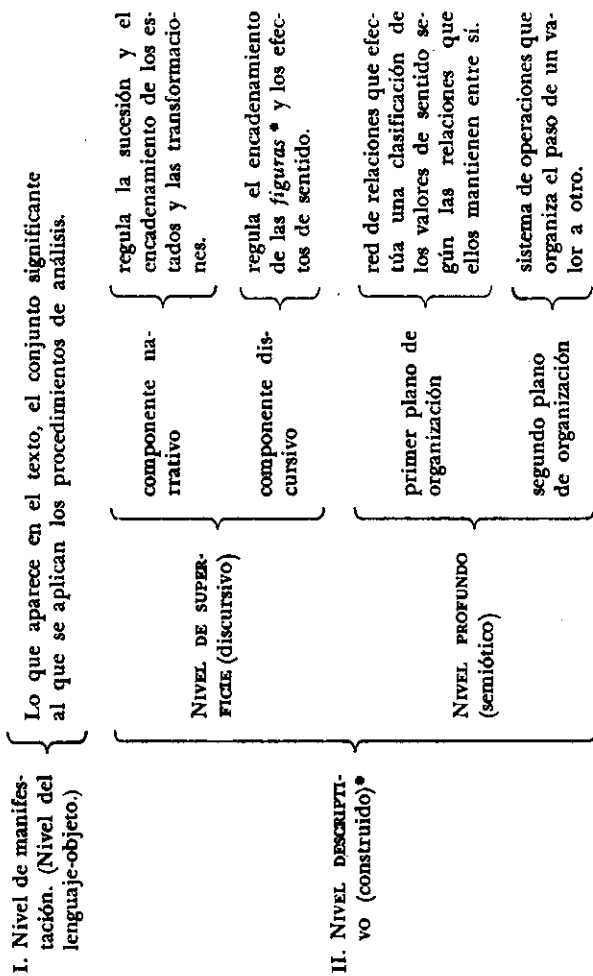 I. Nivel de manifes-
tación. (Nivel del
lenguaje-objeto.)
Lo que aparece en el texto, el conjunto significante
al que se aplican los procedimientos de análisis.
II. NIVEL DESCRIPTI-
VO (construido)*
NIVEL DE SUPER-
FICIE (discursivo)
componente na-
rrativo
regula la sucesión y el
encadenamiento de los es-
tados y las transformacio-
nes.
componente dis-
cursivo
regula el encadenamiento
de las figuras * y los efec-
tos de sentido.
NIVEL PROFUNDO
(semiótico)
primer plano de
organización
red de relaciones que efec-
túa una clasificación de
los valores de sentido se-
gún las relaciones que
ellos mantienen entre sí.
segundo plano
de organización
sistema de operaciones que
organiza el paso de un va-
lor a otro.